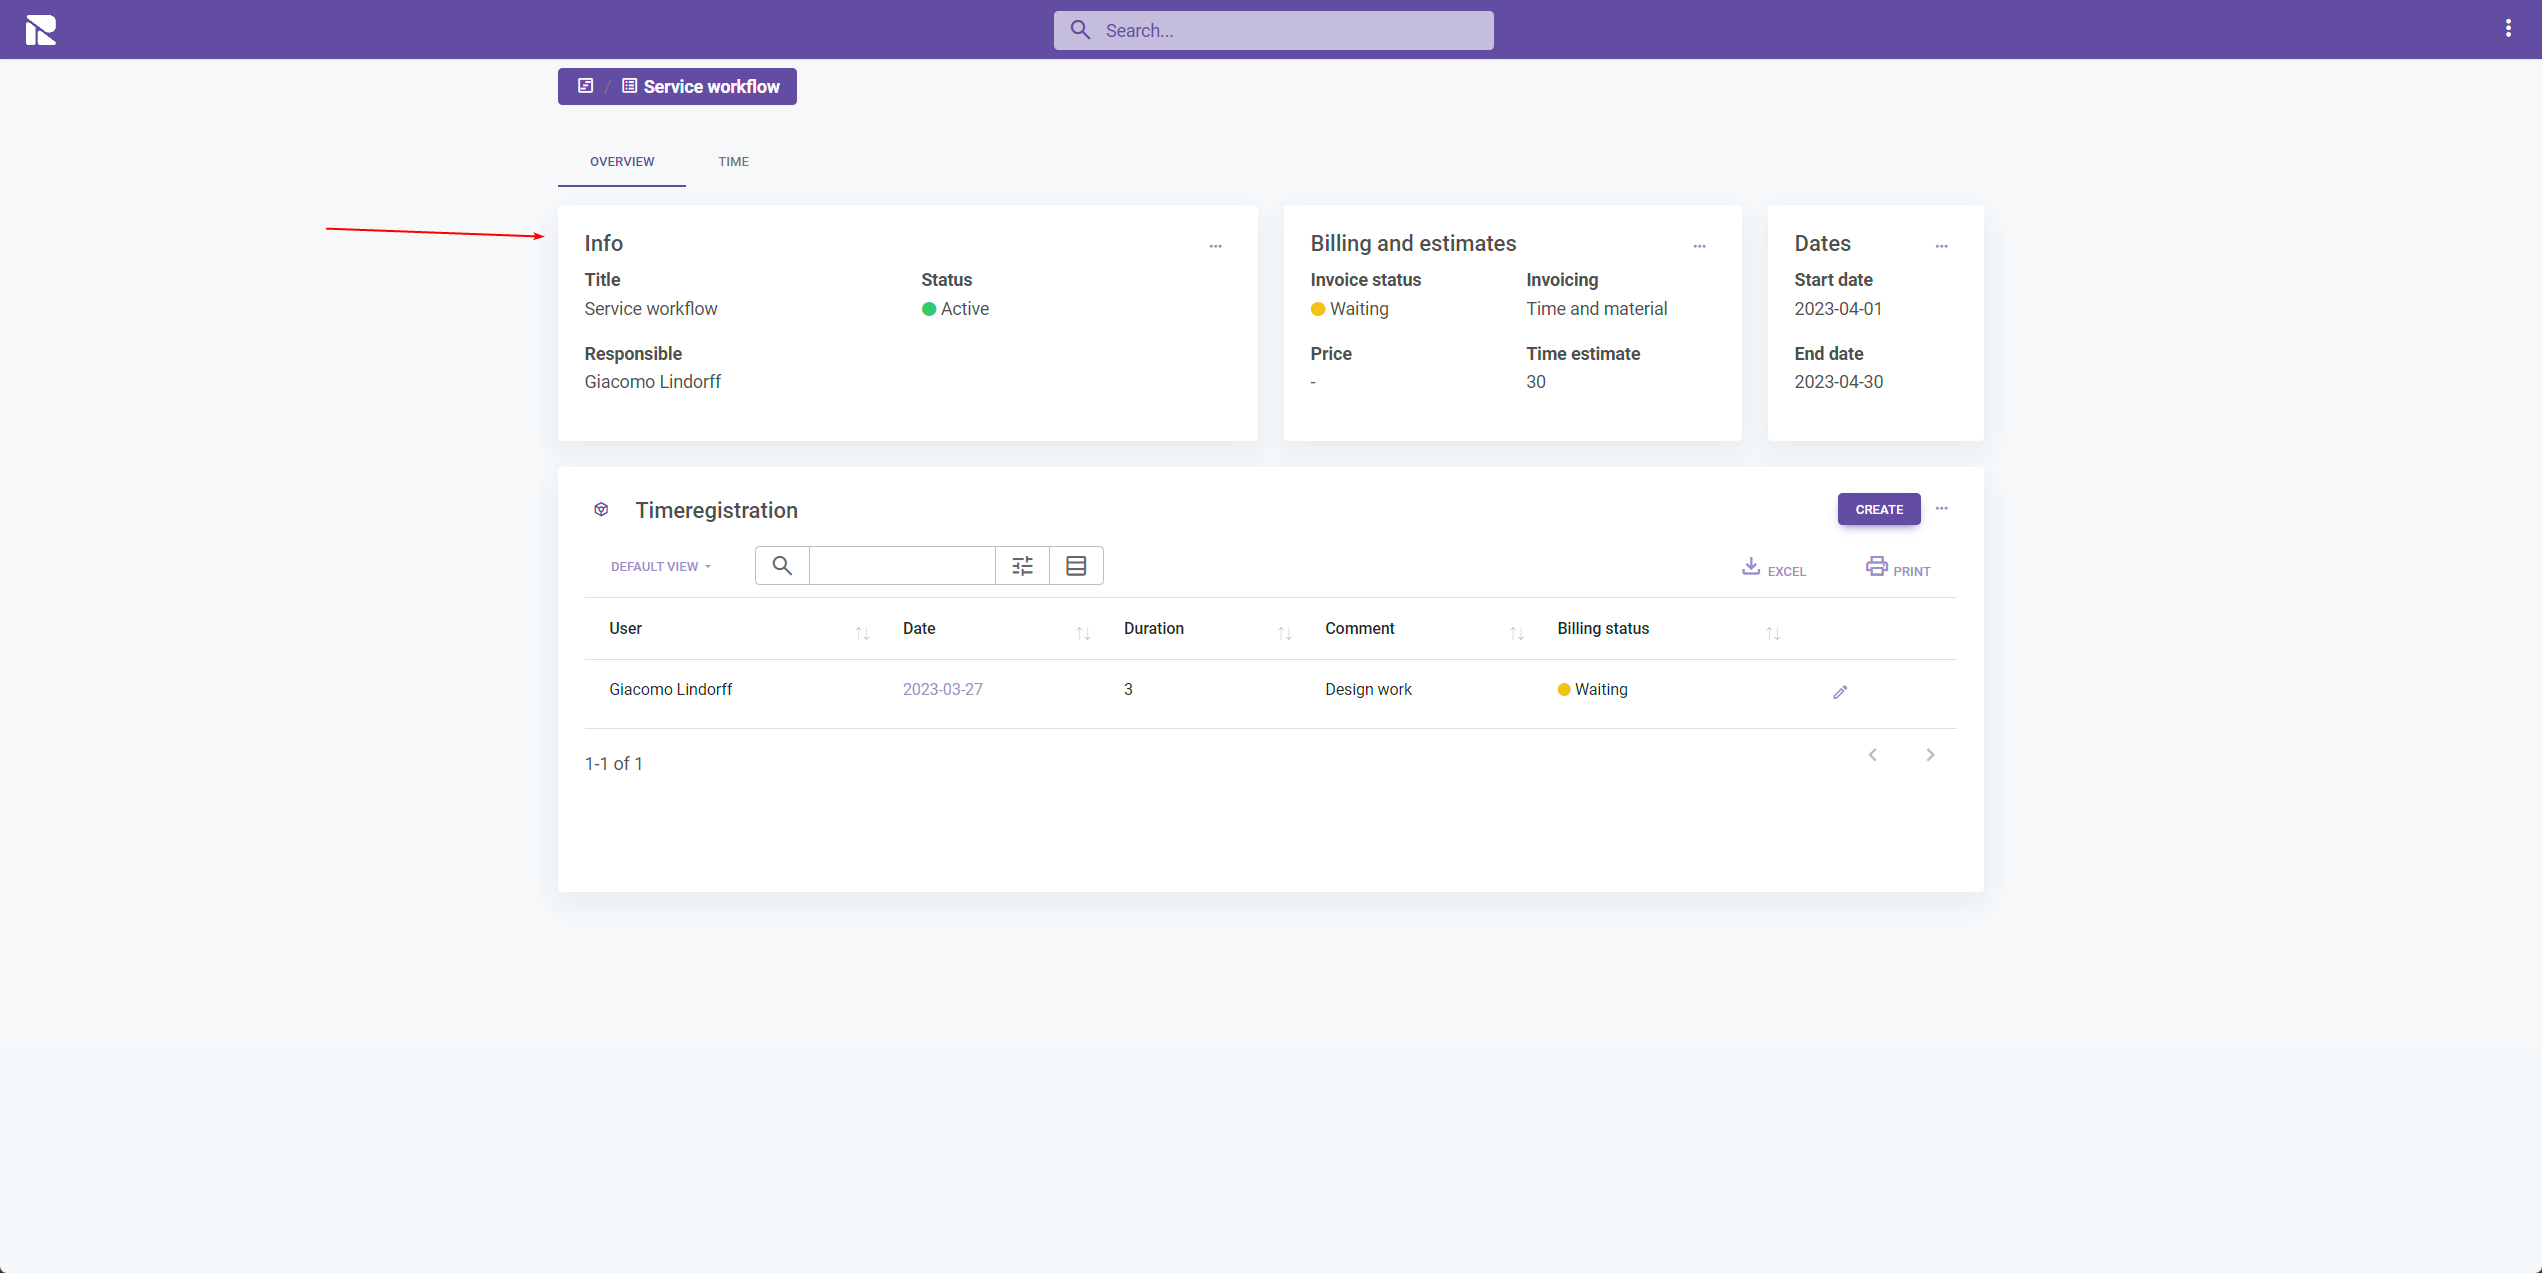 Search...
/ Service workflow
OVERVIEW TIME
Info ... Billing and estimates ... Dates ...
Title Status Invoice status Invoicing Start date
Service workflow Active Waiting Time and material 2023-04-01
Responsible Price Time estimate End date
Giacomo Lindorff - 30 2023-04-30
Timeregistration CREATE ...
DEFAULT VIEW EXCEL PRINT
User Date Duration Comment Billing status
Giacomo Lindorff 2023-03-27 3 Design work Waiting
1-1 of 1